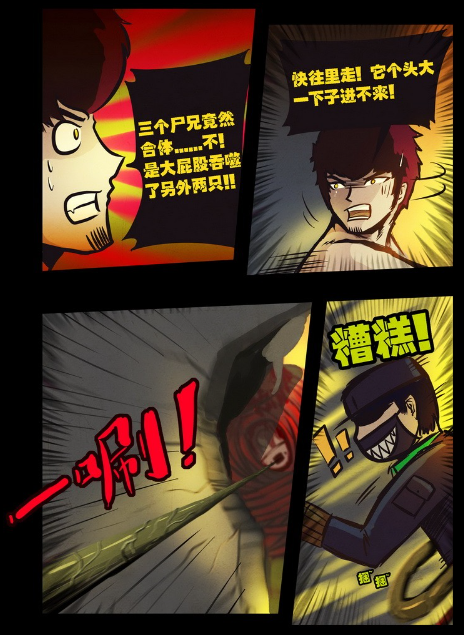 三个尸兄竟然
合体……不！
是大屁股吞噬
了另外两只!!
快往里走！它个头大
一下子进不来！
一唰！
糟糕！
!!
捆 捆